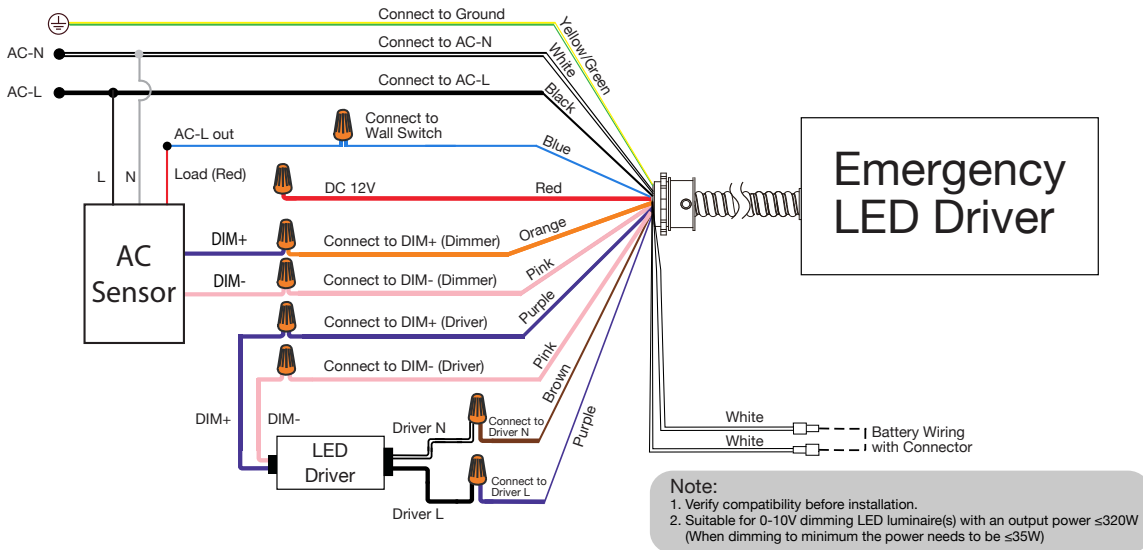 Connect to Ground
Yellow/Green
AC-N
Connect to AC-N
White
AC-L
Connect to AC-L
Black
AC-L out
Connect to
Wall Switch
Blue
L
N
Load (Red)
DC 12V
Red
Emergency
LED Driver
AC
Sensor
DIM+
Connect to DIM+ (Dimmer)
Orange
DIM-
Connect to DIM- (Dimmer)
Pink
Connect to DIM+ (Driver)
Purple
Connect to DIM- (Driver)
Pink
Brown
Purple
DIM+
DIM-
Driver N
Connect to
Driver N
LED
Driver
Connect to
Driver L
Driver L
White
White
Battery Wiring
with Connector
Note:
1. Verify compatibility before installation.
2. Suitable for 0-10V dimming LED luminaire(s) with an output power ≤320W
(When dimming to minimum the power needs to be ≤35W)